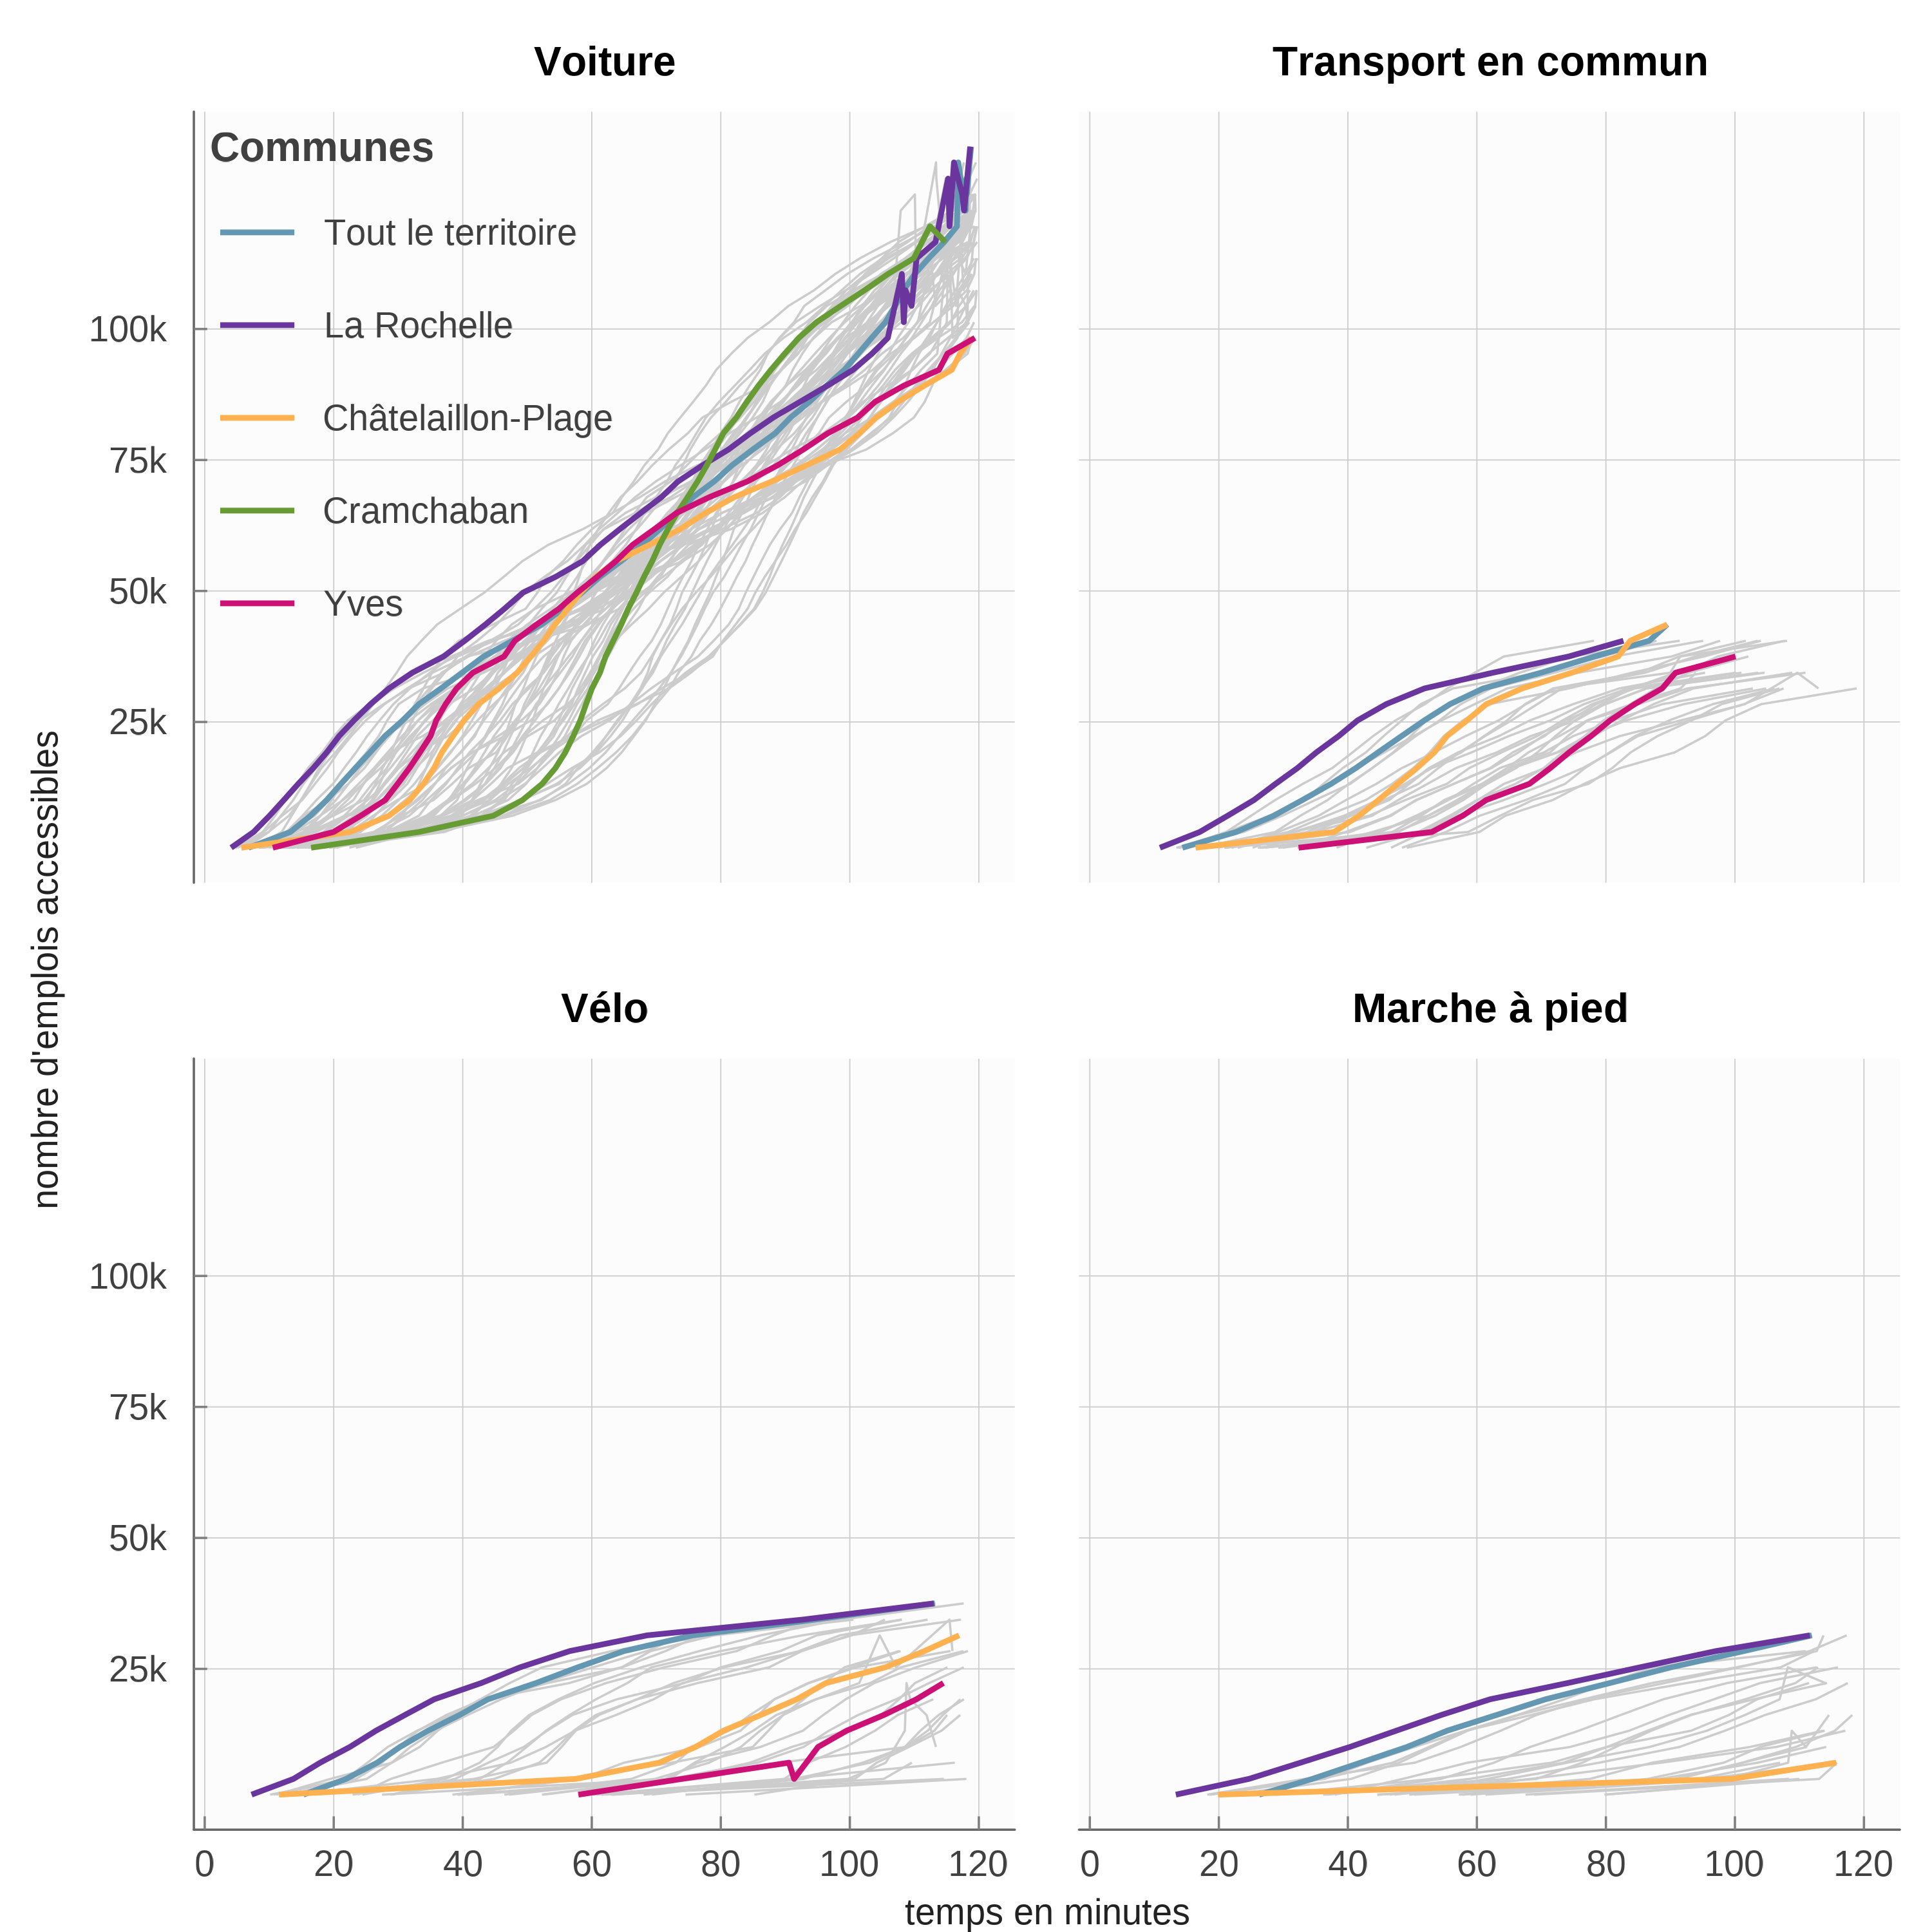 Voiture
Transport en commun
Communes
Tout le territoire
La Rochelle
Châtelaillon-Plage
Cramchaban
Yves
100k
75k
50k
25k
nombre d'emplois accessibles
Vélo
Marche à pied
100k
75k
50k
25k
0 20 40 60 80 100 120
0 20 40 60 80 100 120
temps en minutes